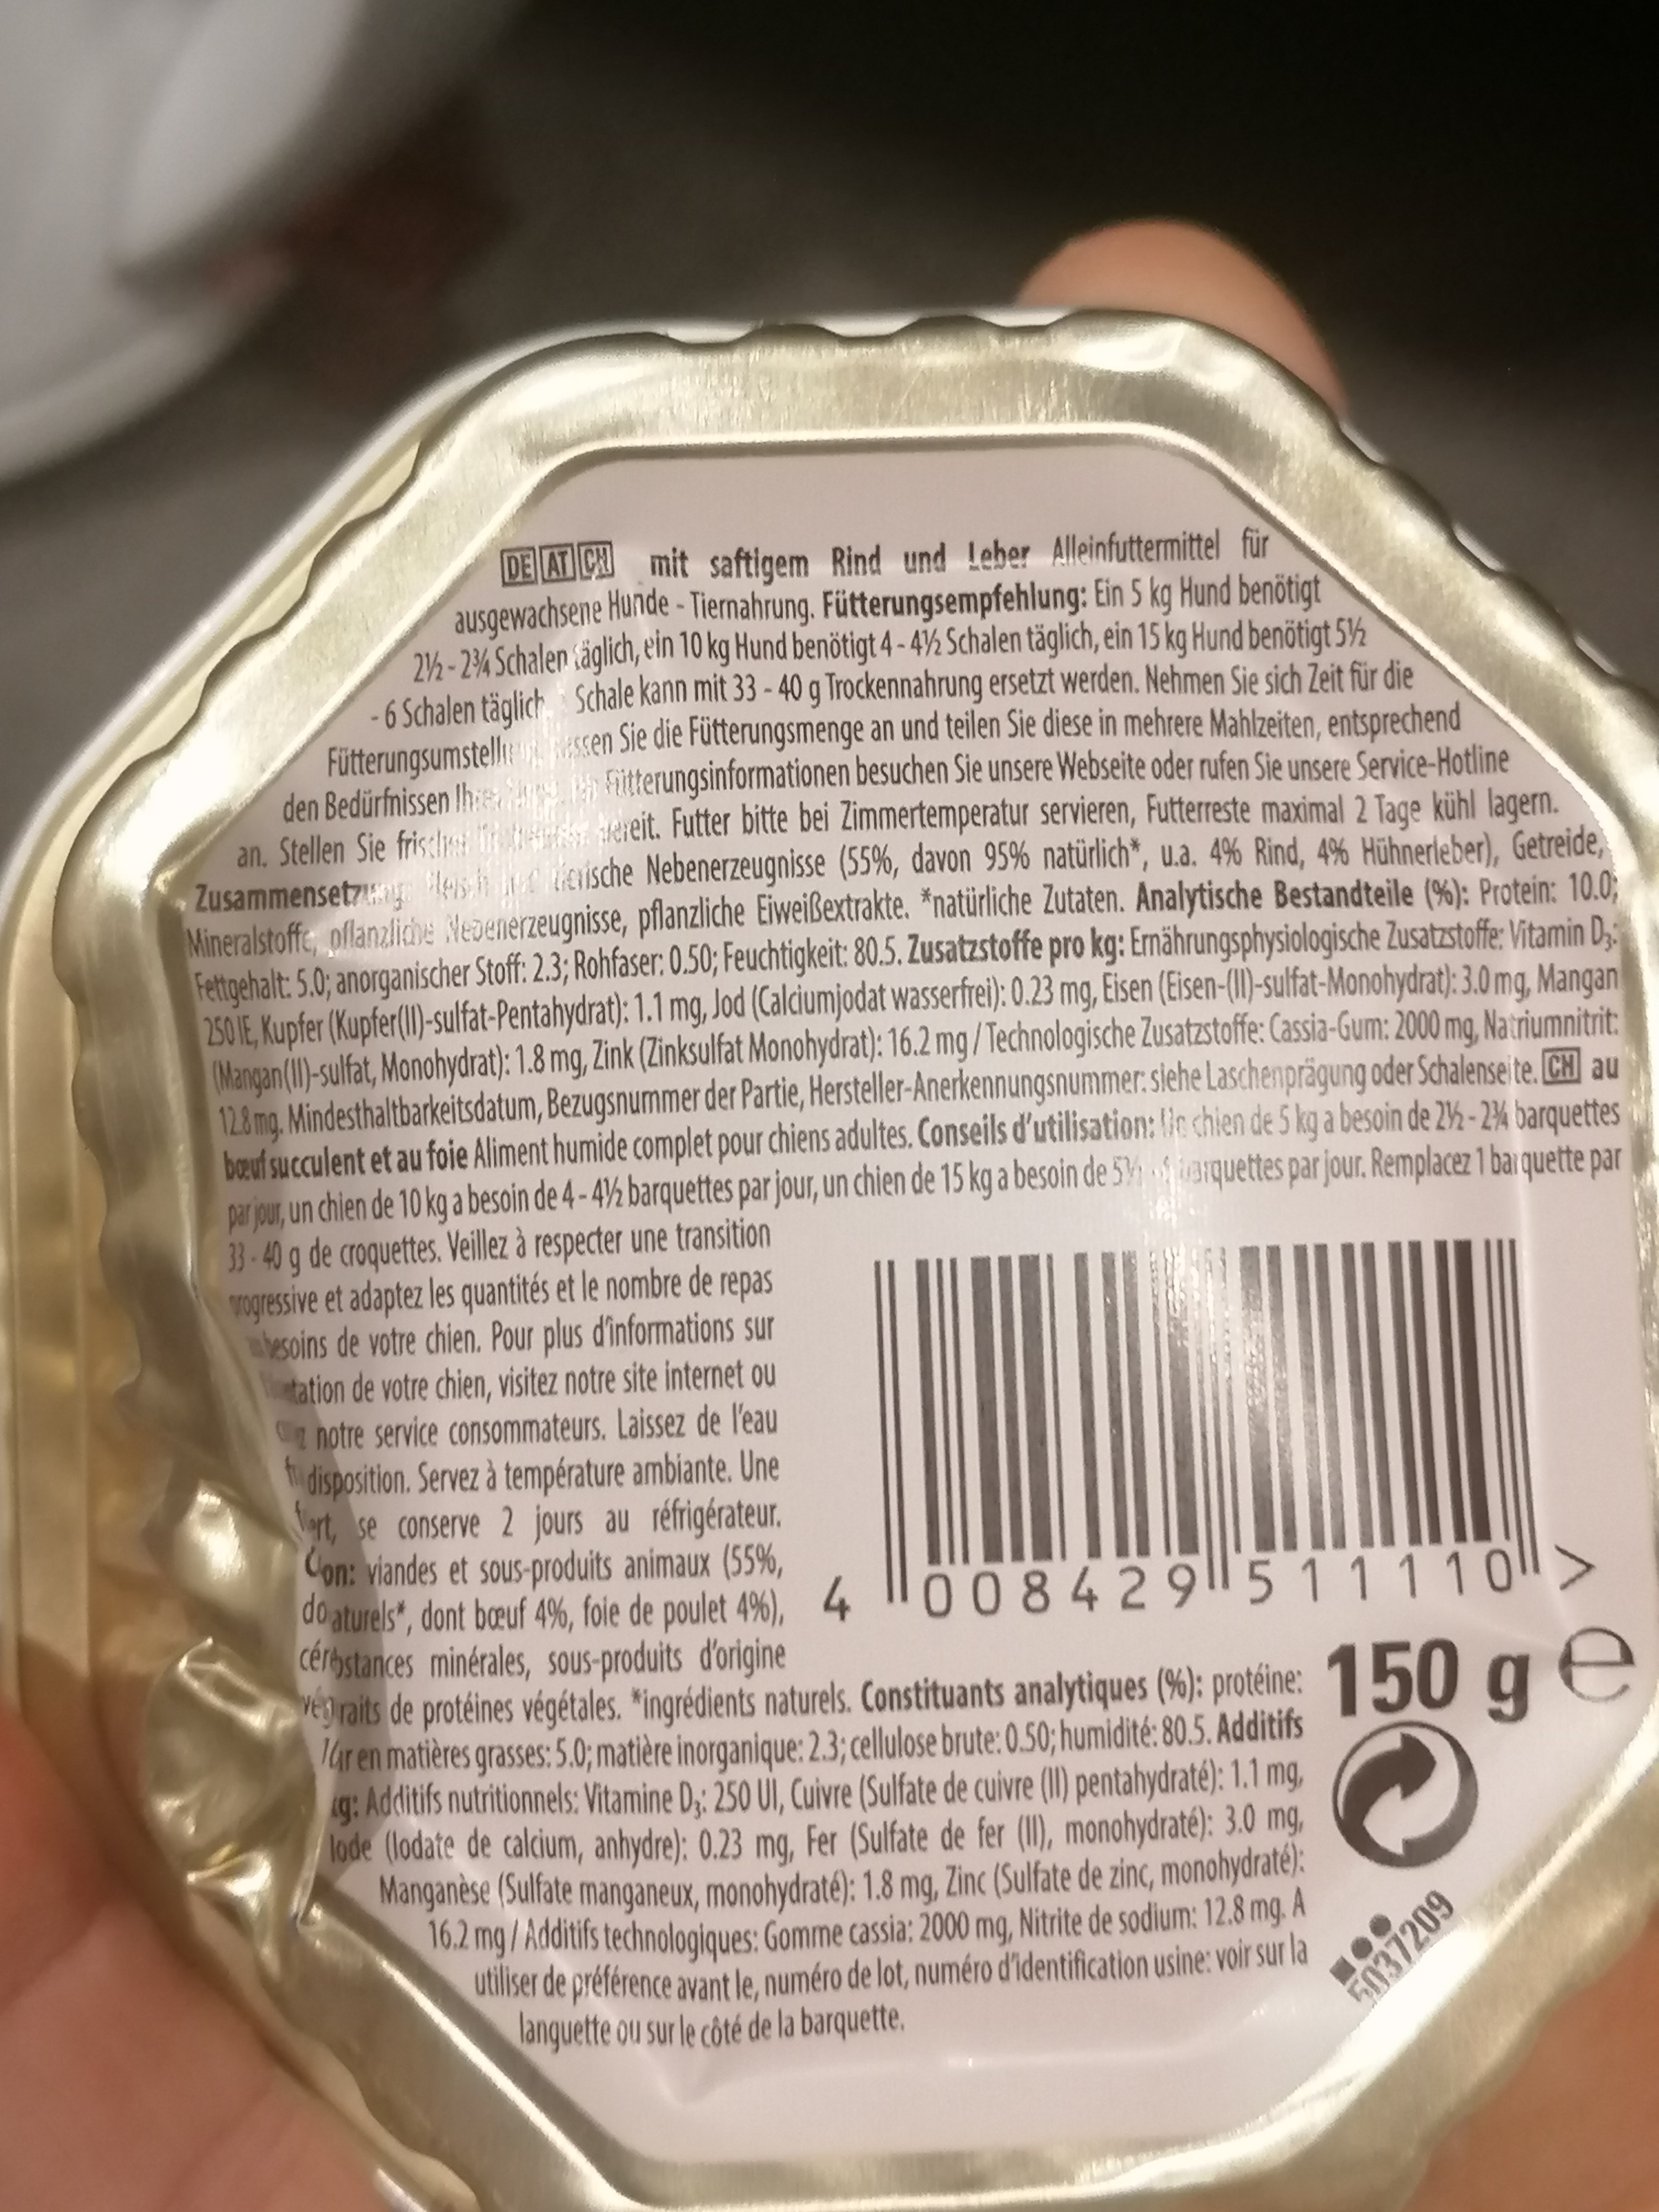 DE AT CH mit saftigem Rind und Leber Alleinfuttermittel für
ausgewachsene Hunde - Tiernahrung. Fütterungsempfehlung: Ein 5 kg Hund benötigt
2½ - 2¾ Schalen täglich, ein 10 kg Hund benötigt 4 - 4½ Schalen täglich, ein 15 kg Hund benötigt 5½
- 6 Schalen täglich. Schale kann mit 33 - 40 g Trockennahrung ersetzt werden. Nehmen Sie sich Zeit für die
Sie die Fütterungsmenge an und teilen Sie diese in mehrere Mahlzeiten, entsprechend
den Bedürfnissen Fütterungsinformationen besuchen Sie unsere Webseite oder rufen Sie unsere Service-Hotline
an. Stellen Sie bereit. Futter bitte bei Zimmertemperatur servieren, Futterreste maximal 2 Tage kühl lagern.
Zusammensetzung: Fleisch und tierische Nebenerzeugnisse (55%, davon 95% natürlich*, u.a. 4% Rind, 4% Hühnerleber), Getreide,
Mineralstoffe, pflanzliche Nebenerzeugnisse, pflanzliche Eiweißextrakte. *natürliche Zutaten. Analytische Bestandteile (%): Protein: 10.0;
Fettgehalt: 5.0; anorganischer Stoff: 2.3; Rohfaser: 0.50; Feuchtigkeit: 80.5. Zusatzstoffe pro kg: Ernährungsphysiologische Zusatzstoffe: Vitamin D₃:
250 IE, Kupfer (Kupfer(II)-sulfat-Pentahydrat): 1.1 mg, Jod (Calciumjodat wasserfrei): 0.23 mg, Eisen (Eisen-(II)-sulfat-Monohydrat): 3.0 mg, Mangan
(Mangan(II)-sulfat, Monohydrat): 1.8 mg, Zink (Zinksulfat Monohydrat): 16.2 mg / Technologische Zusatzstoffe: Cassia-Gum: 2000 mg, Natriumnitrit:
12.8 mg. Mindesthaltbarkeitsdatum, Bezugsnummer der Partie, Hersteller-Anerkennungsnummer: siehe Laschenprägung oder Schalenseite. CH au
bœuf succulent et au foie Aliment humide complet pour chiens adultes. Conseils d'utilisation: Un chien de 5 kg a besoin de 2½ - 2¾ barquettes
par jour, un chien de 10 kg a besoin de 4 - 4½ barquettes par jour, un chien de 15 kg a besoin de 5½ barquettes par jour. Remplacez 1 barquette par
33 - 40 g de croquettes. Veillez à respecter une transition
progressive et adaptez les quantités et le nombre de repas
besoins de votre chien. Pour plus d'informations sur
de votre chien, visitez notre site internet ou
notre service consommateurs. Laissez de l'eau
disposition. Servez à température ambiante. Une
se conserve 2 jours au réfrigérateur.
viandes et sous-produits animaux (55%,
dont bœuf 4%, foie de poulet 4%),
minérales, sous-produits d'origine
de protéines végétales. *ingrédients naturels. Constituants analytiques (%): protéine:
en matières grasses: 5.0; matière inorganique: 2.3; cellulose brute: 0.50; humidité: 80.5. Additifs
kg: Additifs nutritionnels: Vitamine D₃: 250 UI, Cuivre (Sulfate de cuivre (II) pentahydraté): 1.1 mg,
Iode (Iodate de calcium, anhydre): 0.23 mg, Fer (Sulfate de fer (II), monohydraté): 3.0 mg,
Manganèse (Sulfate manganeux, monohydraté): 1.8 mg, Zinc (Sulfate de zinc, monohydraté):
16.2 mg / Additifs technologiques: Gomme cassia: 2000 mg, Nitrite de sodium: 12.8 mg. A
utiliser de préférence avant le, numéro de lot, numéro d'identification usine: voir sur la
languette ou sur le côté de la barquette.
4 008429 511110 >
150 g e
5037209